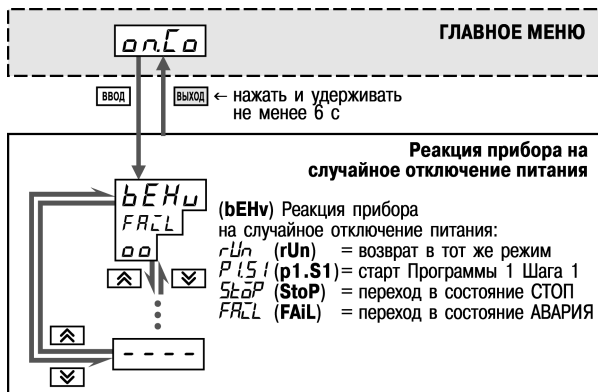 ГЛАВНОЕ МЕНЮ
on.Co
ВВОД
ВЫХОД
← нажать и удерживать
не менее 6 с
Реакция прибора на
случайное отключение питания
bEHv
FAiL
oo
(bEHv) Реакция прибора
на случайное отключение питания:
rUn (rUn) = возврат в тот же режим
P1.S1 (p1.S1) = старт Программы 1 Шага 1
StoP (StoP) = переход в состояние СТОП
FAiL (FAiL) = переход в состояние АВАРИЯ
- - - -